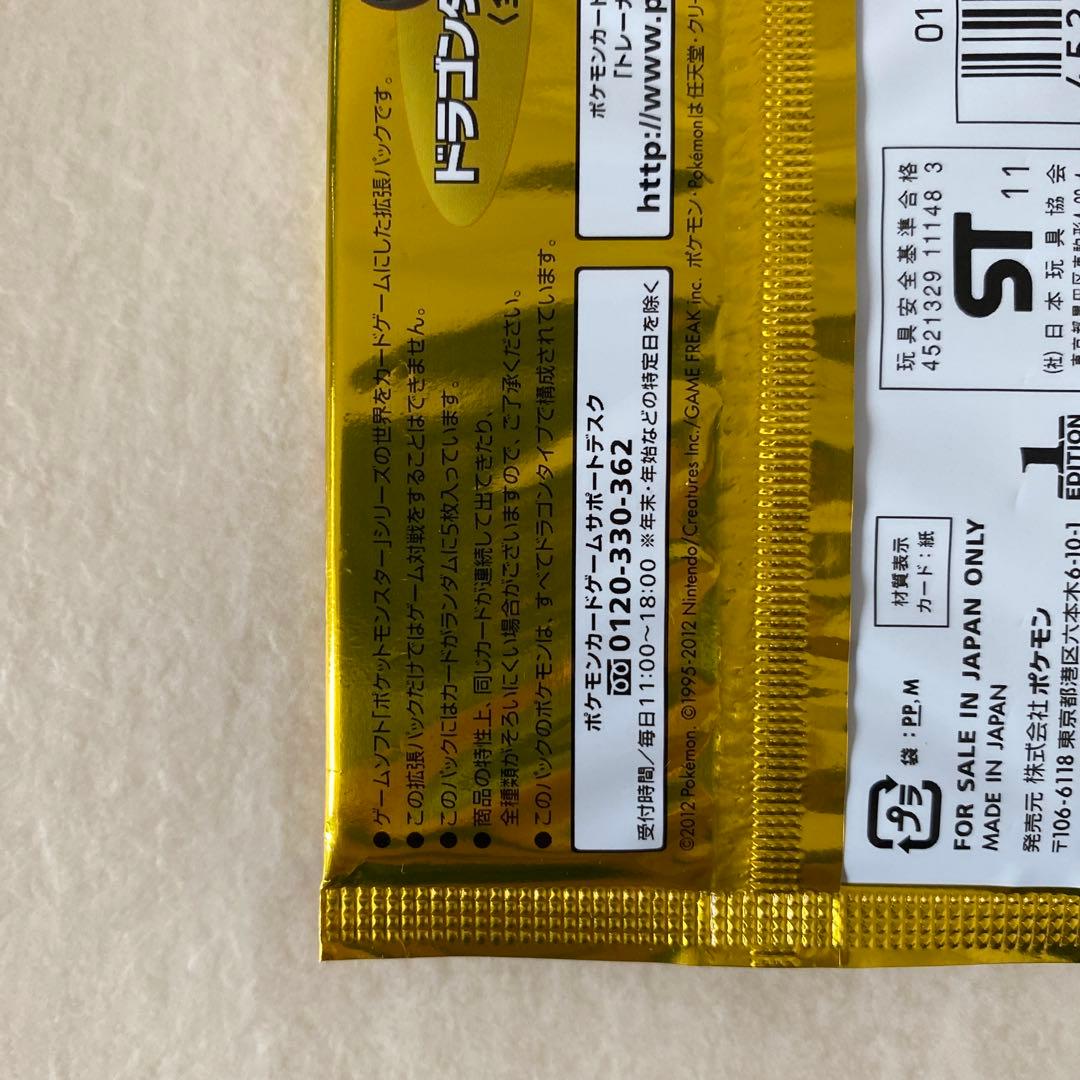 ドラゴン
●ゲームソフト「ポケットモンスター」シリーズの世界をカードゲームにした拡張パックです。
●この拡張パックだけではゲーム対戦をすることはできません。
●このパックにはカードがランダムに5枚入っています。
●商品の特性上、同じカードが連続して出てきたり、
全種類がそろいにくい場合がございますので、ご了承ください。
●このパックのポケモンは、すべてドラゴンタイプで構成されています。
ポケモンカード
「トレーナ
http://www.p
ポケモンカードゲームサポートデスク
0120-330-362
受付時間/毎日11:00〜18:00 ※年末・年始などの特定日を除く
©2012 Pokémon. ©1995-2012 Nintendo/Creatures Inc./GAME FREAK inc. ポケモン・Pokémonは任天堂・クリー
01
玩具安全基準合格
4521329 11148 3
ST 11
(社)日本玩具協会
1
EDITION
材質表示
カード:紙
プラ
袋:PP,M
FOR SALE IN JAPAN ONLY
MADE IN JAPAN
発売元 株式会社ポケモン
〒106-6118 東京都港区六本木6-10-1